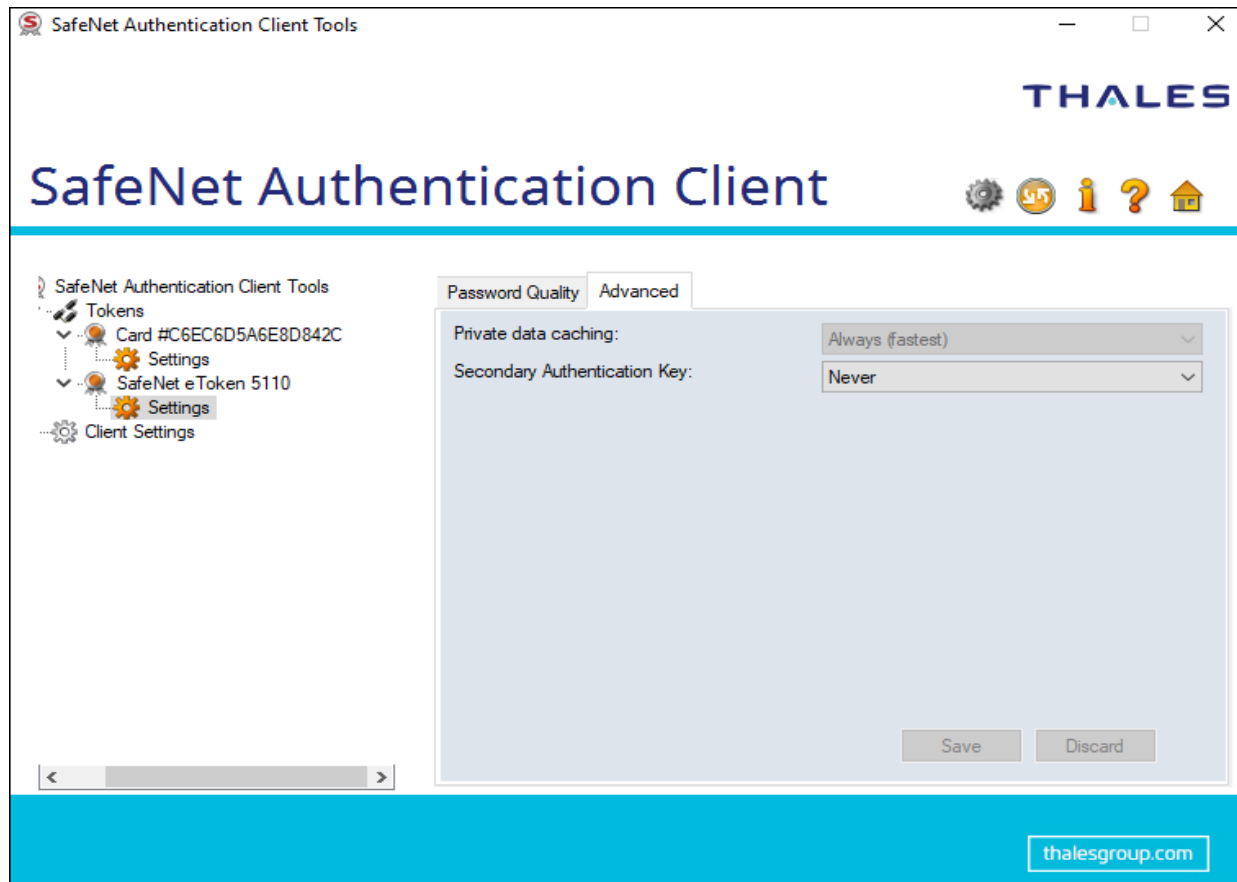 SafeNet Authentication Client Tools
THALES
SafeNet Authentication Client
SafeNet Authentication Client Tools
Tokens
Card #C6EC6D5A6E8D842C
Settings
SafeNet eToken 5110
Settings
Client Settings
Password Quality Advanced
Private data caching: Always (fastest)
Secondary Authentication Key: Never
Save Discard
thalesgroup.com